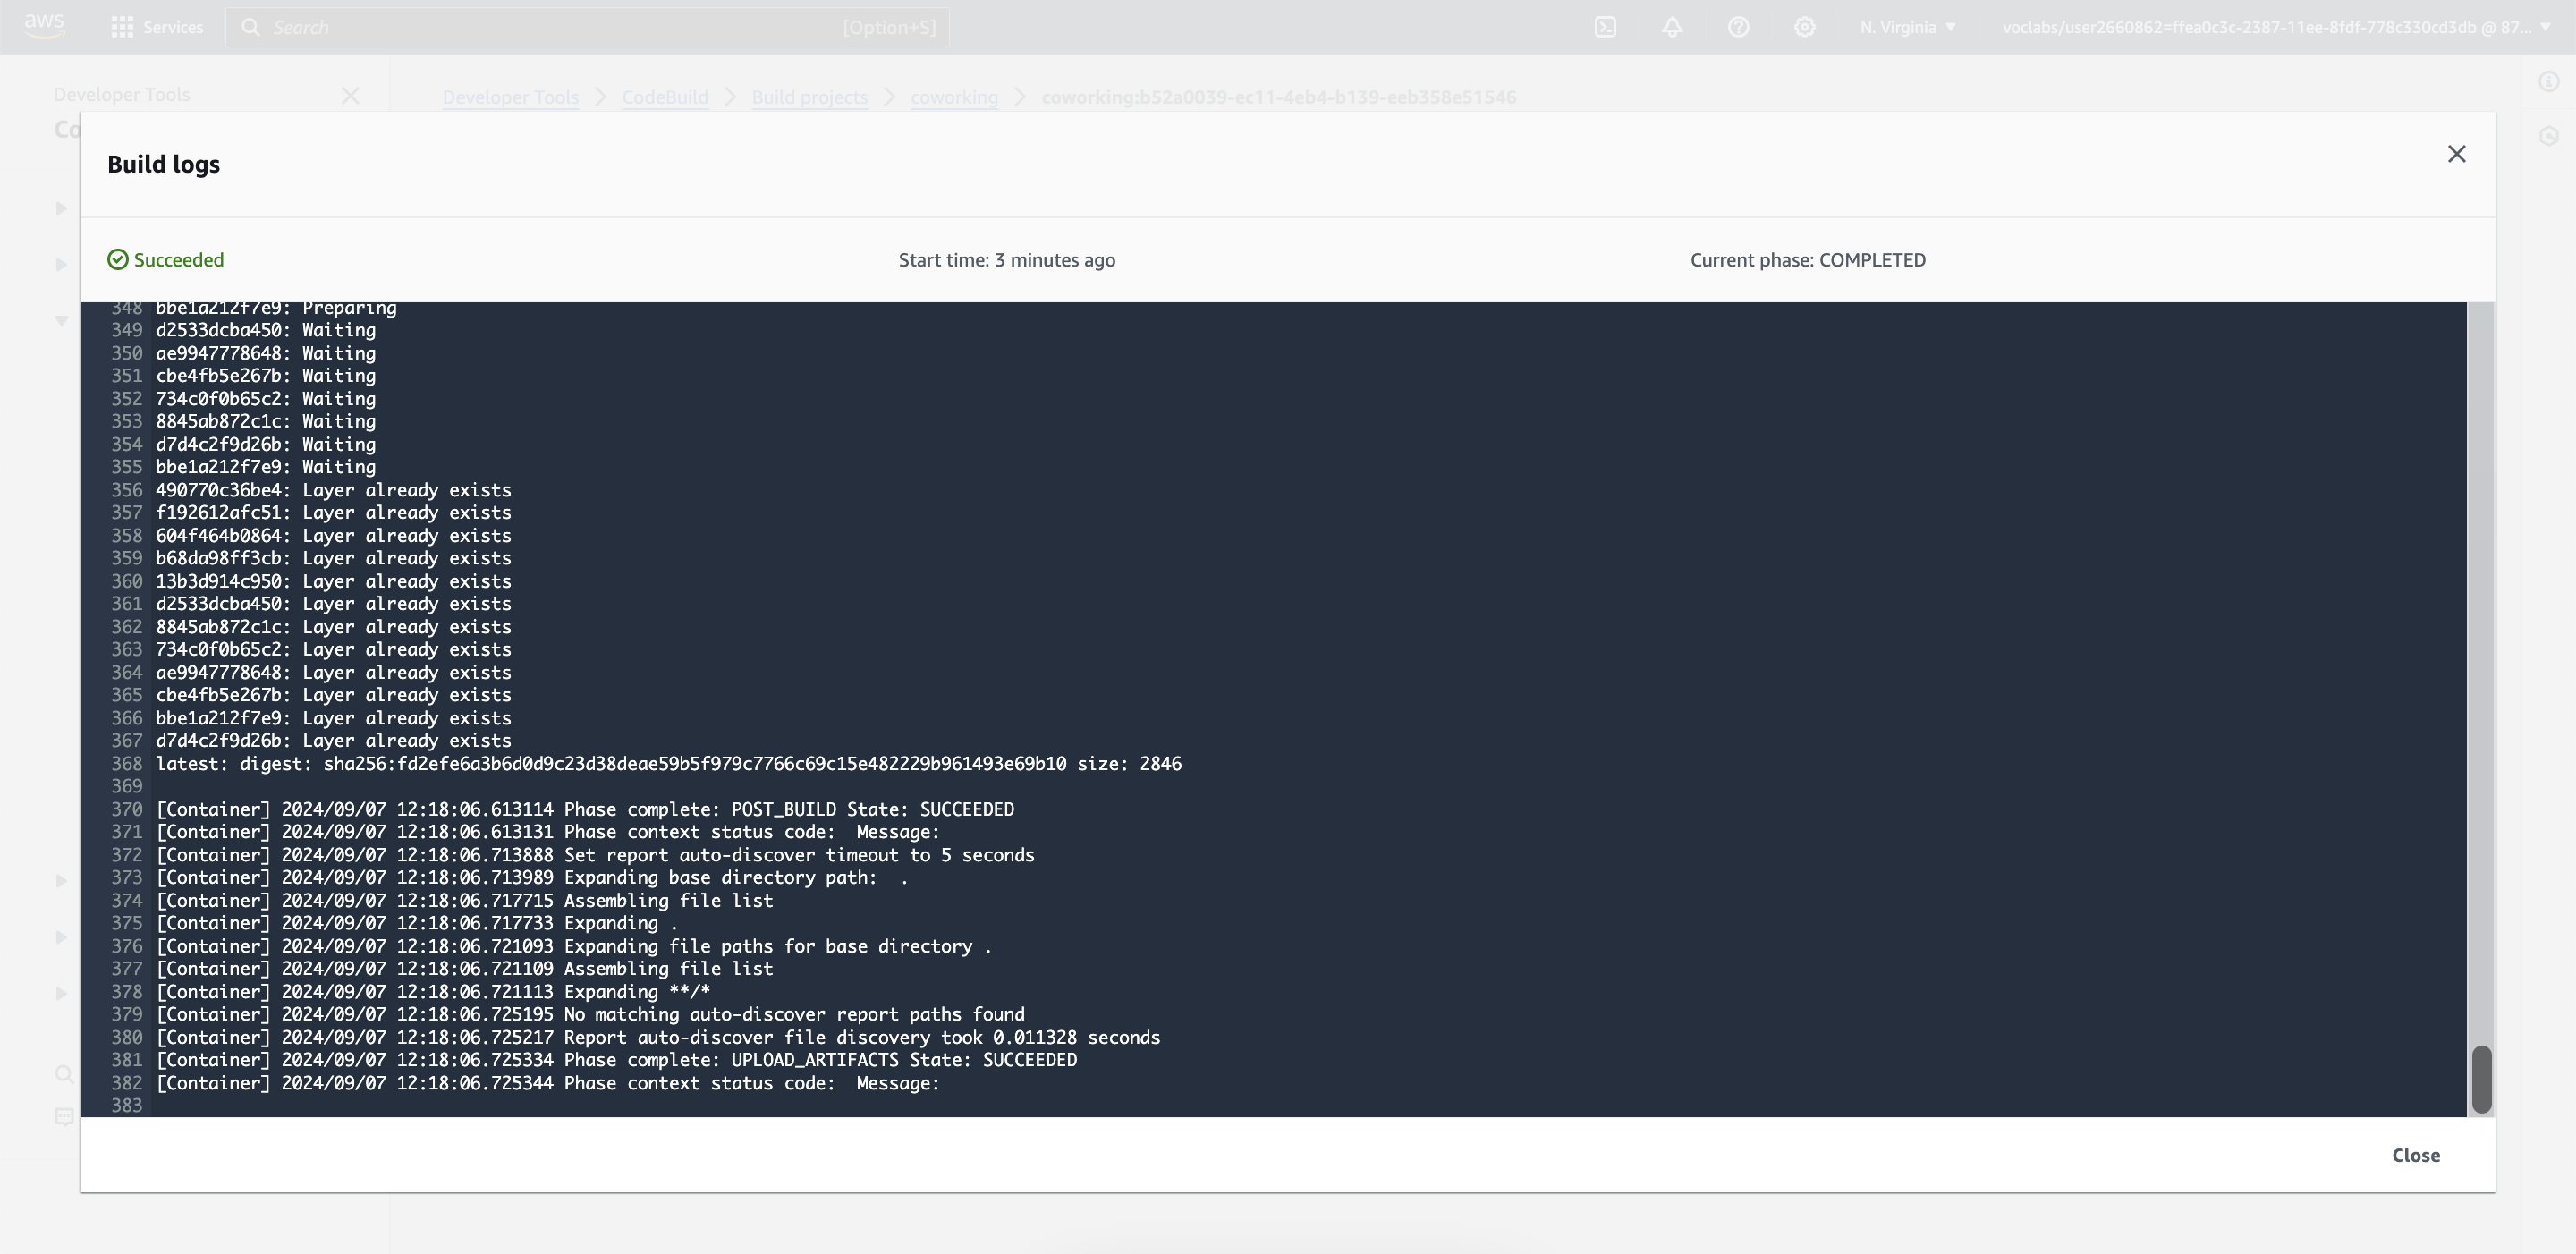 aws
Services
Search
[Option+S]
N. Virginia
voclabs/user2660862=ffea0c3c-2387-11ee-8fdf-778c330cd3db @ 87...
Developer Tools
Developer Tools
CodeBuild
Build projects
coworking
coworking:b52a0039-ec11-4eb4-b139-eeb358e51546
Co
Build logs
Succeeded
Start time: 3 minutes ago
Current phase: COMPLETED
348 bbe1a212f7e9: Preparing
349 d2533dcba450: Waiting
350 ae9947778648: Waiting
351 cbe4fb5e267b: Waiting
352 734c0f0b65c2: Waiting
353 8845ab872c1c: Waiting
354 d7d4c2f9d26b: Waiting
355 bbe1a212f7e9: Waiting
356 490770c36be4: Layer already exists
357 f192612afc51: Layer already exists
358 604f464b0864: Layer already exists
359 b68da98ff3cb: Layer already exists
360 13b3d914c950: Layer already exists
361 d2533dcba450: Layer already exists
362 8845ab872c1c: Layer already exists
363 734c0f0b65c2: Layer already exists
364 ae9947778648: Layer already exists
365 cbe4fb5e267b: Layer already exists
366 bbe1a212f7e9: Layer already exists
367 d7d4c2f9d26b: Layer already exists
368 latest: digest: sha256:fd2efe6a3b6d0d9c23d38deae59b5f979c7766c69c15e482229b961493e69b10 size: 2846
369
370 [Container] 2024/09/07 12:18:06.613114 Phase complete: POST_BUILD State: SUCCEEDED
371 [Container] 2024/09/07 12:18:06.613131 Phase context status code:  Message:
372 [Container] 2024/09/07 12:18:06.713888 Set report auto-discover timeout to 5 seconds
373 [Container] 2024/09/07 12:18:06.713989 Expanding base directory path:  .
374 [Container] 2024/09/07 12:18:06.717715 Assembling file list
375 [Container] 2024/09/07 12:18:06.717733 Expanding .
376 [Container] 2024/09/07 12:18:06.721093 Expanding file paths for base directory .
377 [Container] 2024/09/07 12:18:06.721109 Assembling file list
378 [Container] 2024/09/07 12:18:06.721113 Expanding **/*
379 [Container] 2024/09/07 12:18:06.725195 No matching auto-discover report paths found
380 [Container] 2024/09/07 12:18:06.725217 Report auto-discover file discovery took 0.011328 seconds
381 [Container] 2024/09/07 12:18:06.725334 Phase complete: UPLOAD_ARTIFACTS State: SUCCEEDED
382 [Container] 2024/09/07 12:18:06.725344 Phase context status code:  Message:
383
Close